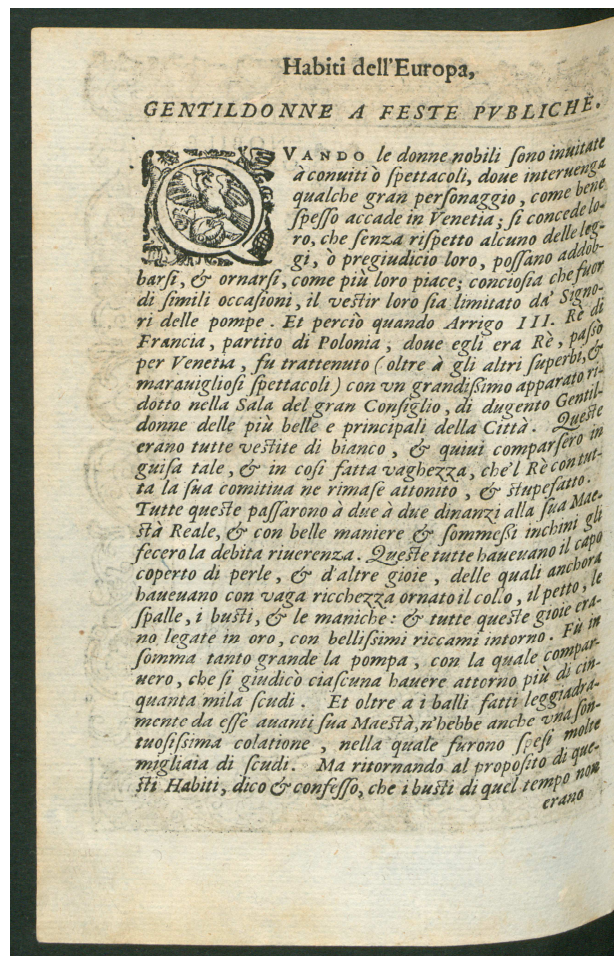 Habiti dell'Europa,
GENTILDONNE A FESTE PVBLICHE.
QVANDO le donne nobili sono inuitate
à conuiti ò spettacoli, doue interuenga
qualche gran personaggio, come bene
spesso accade in Venetia; si concede lo-
ro, che senza rispetto alcuno delle leg-
gi, ò pregiudicio loro, possano addob-
barsi, & ornarsi, come più loro piace; conciosia che fuor
di simili occasioni, il vestir loro sia limitato da' Signo-
ri delle pompe. Et perciò quando Arrigo III. Rè di
Francia, partito di Polonia, doue egli era Rè, passò
per Venetia, fu trattenuto (oltre à gli altri superbi, &
marauigliosi spettacoli) con vn grandissimo apparato ri-
dotto nella Sala del gran Consiglio, di dugento Gentil-
donne delle più belle e principali della Città. Queste
erano tutte vestite di bianco, & quiui comparsero in
guisa tale, & in così fatta vaghezza, che'l Rè con tut-
ta la sua comitiua ne rimase attonito, & stupefatto.
Tutte queste passarono à due à due dinanzi alla sua Mae-
stà Reale, & con belle maniere & sommessi inchini gli
fecero la debita riuerenza. Queste tutte haueuano il capo
coperto di perle, & d'altre gioie, delle quali anchora
haueuano con vaga ricchezza ornato il collo, il petto, le
spalle, i busti, & le maniche: & tutte queste gioie era-
no legate in oro, con bellissimi riccami intorno. Fù in
somma tanto grande la pompa, con la quale compar-
uero, che si giudicò ciascuna hauere attorno più di cin-
quanta mila scudi. Et oltre a i balli fatti leggiadra-
mente da esse auanti sua Maestà, n'hebbe anche vna son-
tuosissima colatione, nella quale furono spesi molte
migliaia di scudi. Ma ritornando al proposito di que-
sti Habiti, dico & confesso, che i busti di quel tempo non
erano